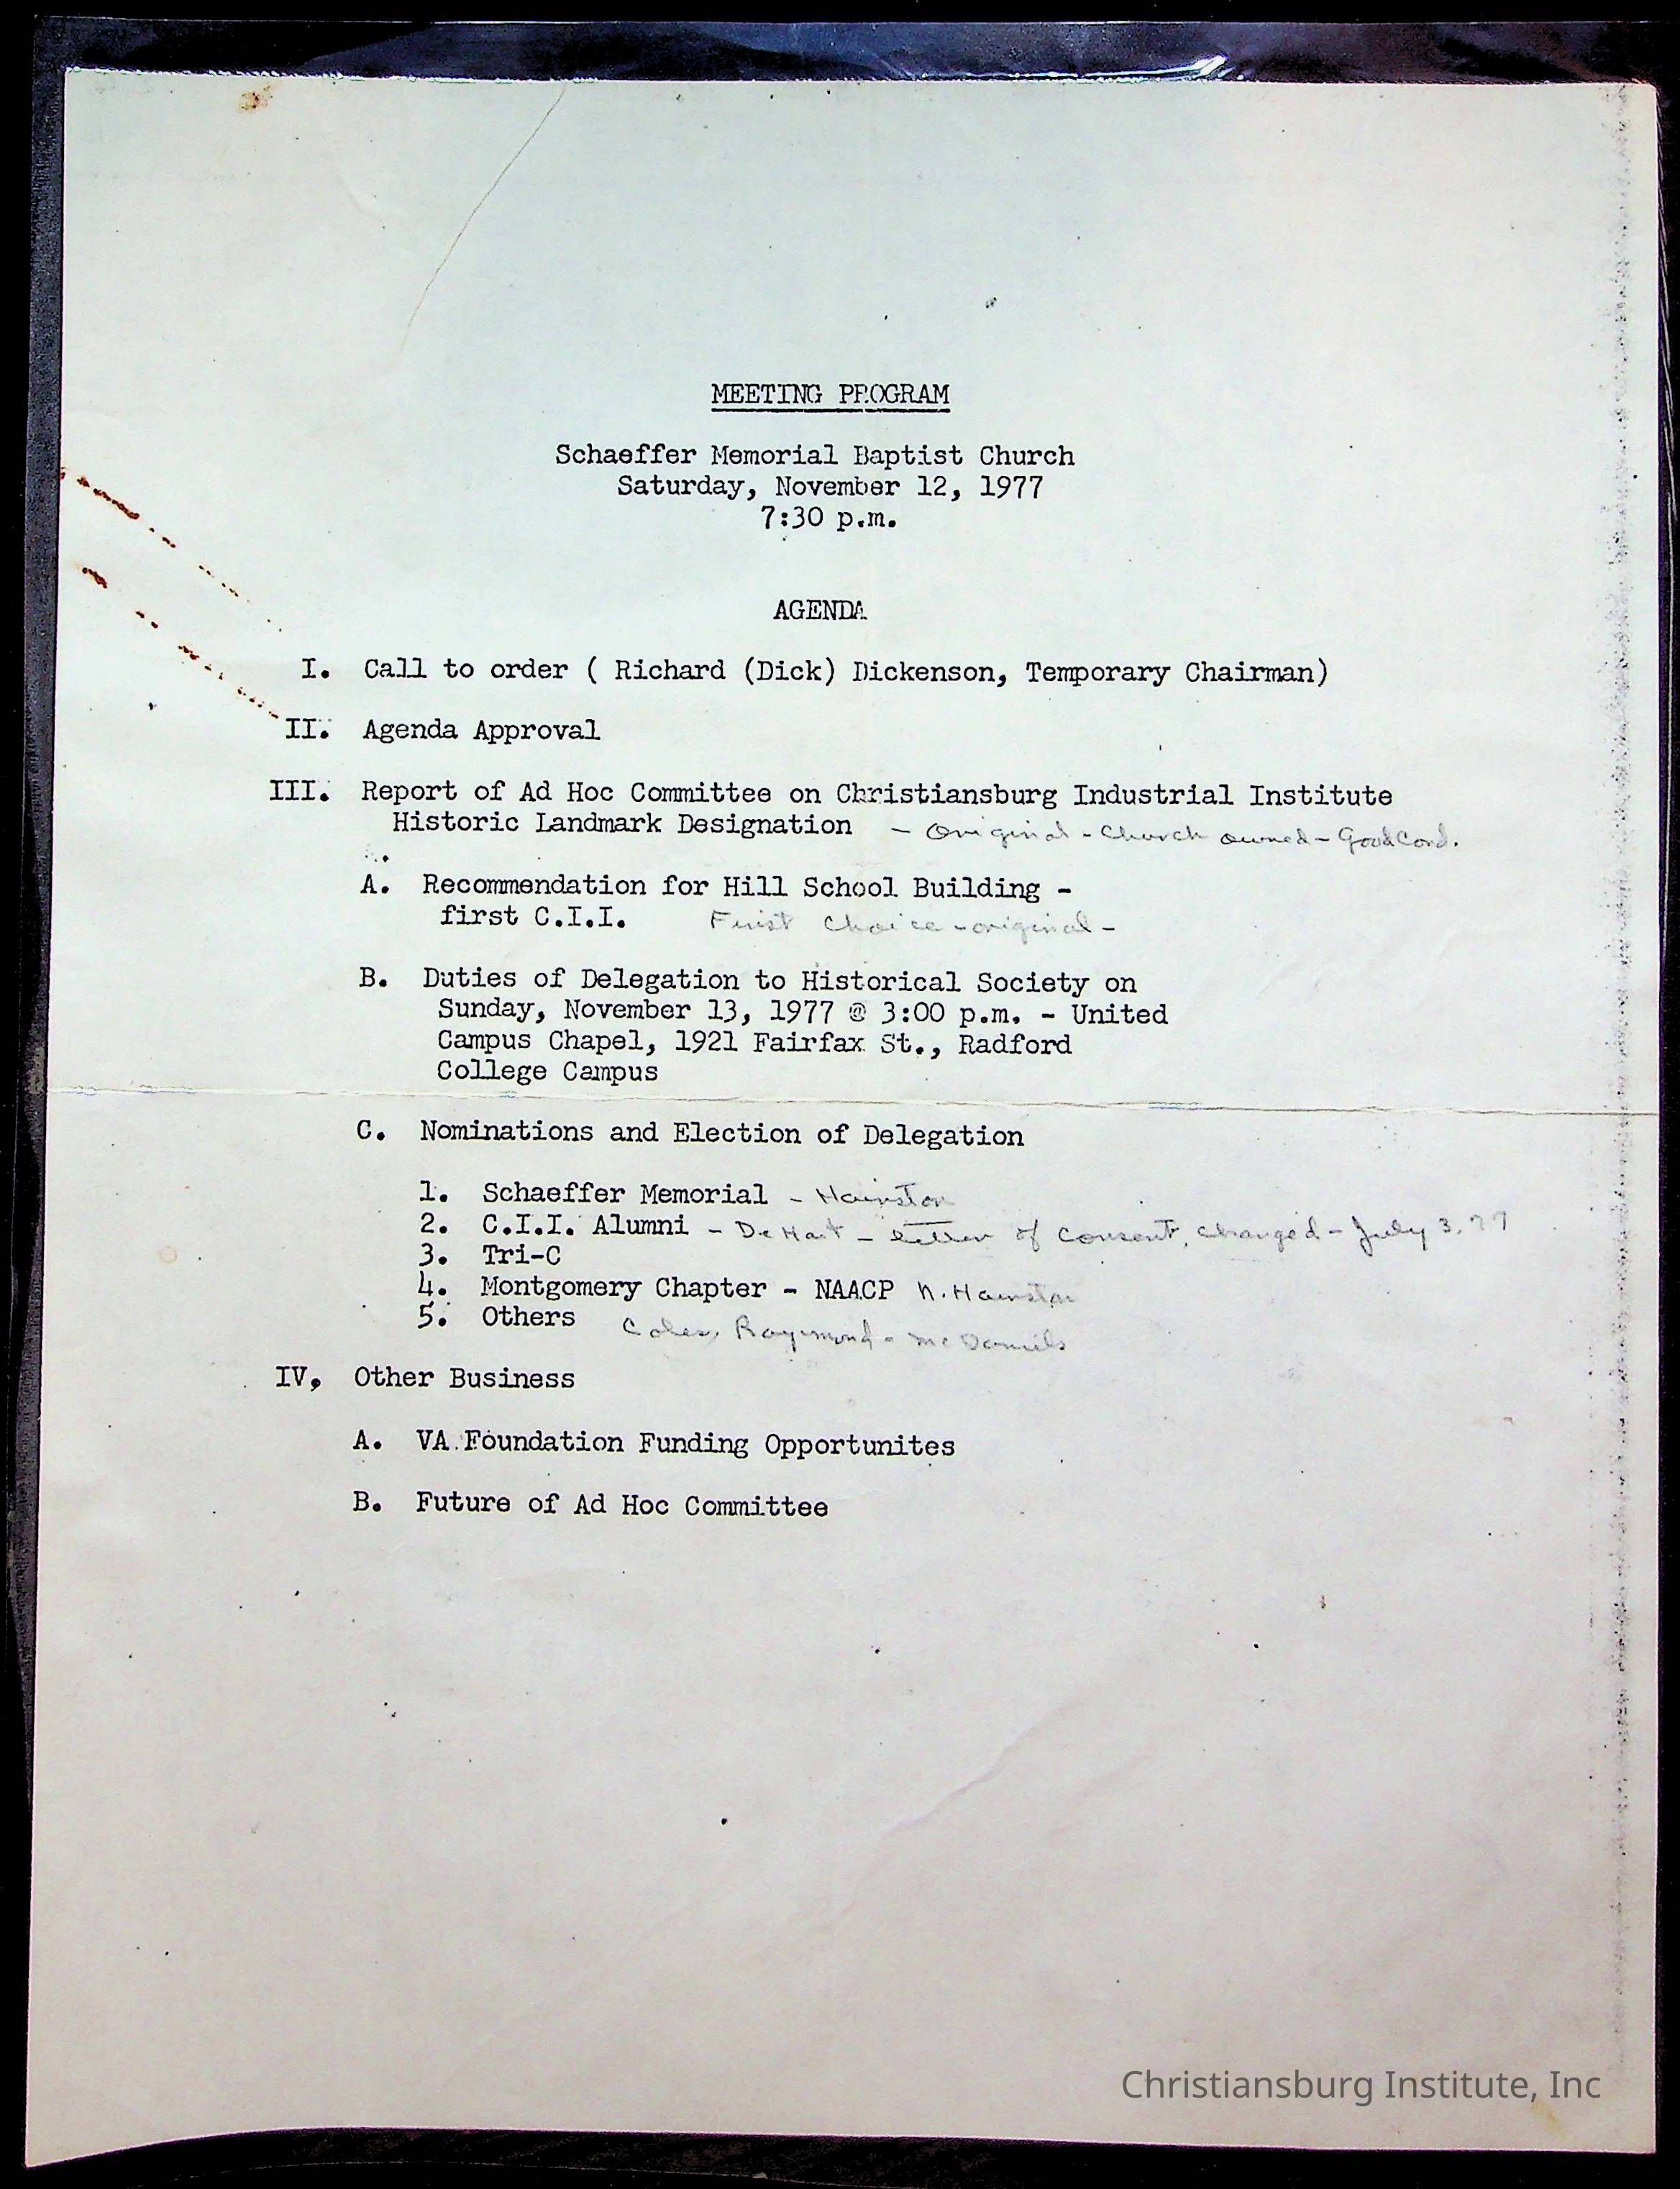 MEETING PROGRAM
Schaeffer Memorial Baptist Church
Saturday, November 12, 1977
7:30 p.m.
AGENDA
I. Call to order ( Richard (Dick) Dickenson, Temporary Chairman)
II. Agenda Approval
III. Report of Ad Hoc Committee on Christiansburg Industrial Institute
Historic Landmark Designation - Original - Church owned - Good Cond.
A. Recommendation for Hill School Building -
first C.I.I. First Choice - original -
B. Duties of Delegation to Historical Society on
Sunday, November 13, 1977 @ 3:00 p.m. - United
Campus Chapel, 1921 Fairfax St., Radford
College Campus
C. Nominations and Election of Delegation
1. Schaeffer Memorial - Hairston
2. C.I.I. Alumni - DeHart - letter of Consent, changed - July 3, 77
3. Tri-C
4. Montgomery Chapter - NAACP N. Hairston
5. Others Coles, Raymond - McDaniels
IV, Other Business
A. VA.Foundation Funding Opportunites
B. Future of Ad Hoc Committee
Christiansburg Institute, Inc